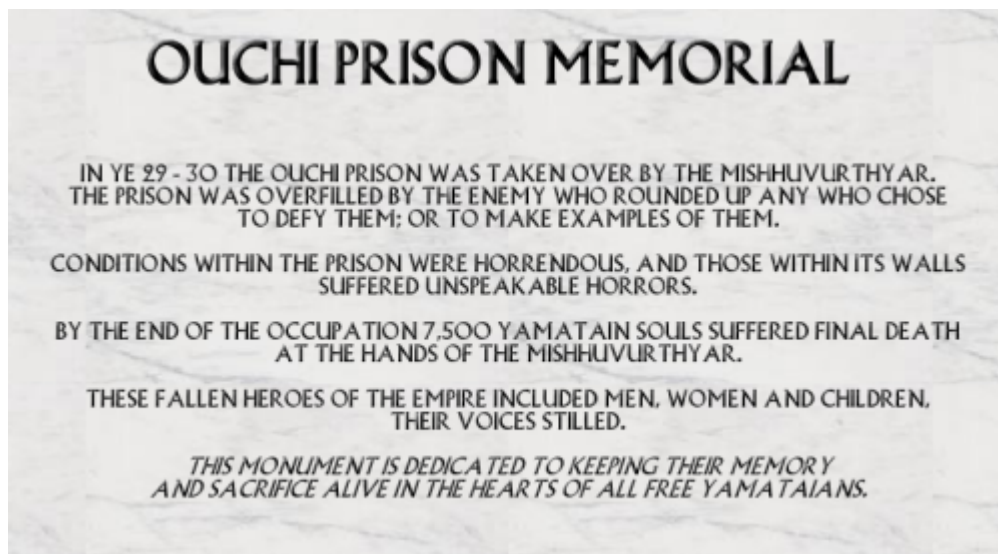 OUCHI PRISON MEMORIAL
IN YE 29 - 30 THE OUCHI PRISON WAS TAKEN OVER BY THE MISHHUVURTHYAR.
THE PRISON WAS OVERFILLED BY THE ENEMY WHO ROUNDED UP ANY WHO CHOSE
TO DEFY THEM; OR TO MAKE EXAMPLES OF THEM.
CONDITIONS WITHIN THE PRISON WERE HORRENDOUS, AND THOSE WITHIN ITS WALLS
SUFFERED UNSPEAKABLE HORRORS.
BY THE END OF THE OCCUPATION 7,500 YAMATAIN SOULS SUFFERED FINAL DEATH
AT THE HANDS OF THE MISHHUVURTHYAR.
THESE FALLEN HEROES OF THE EMPIRE INCLUDED MEN, WOMEN AND CHILDREN,
THEIR VOICES STILLED.
THIS MONUMENT IS DEDICATED TO KEEPING THEIR MEMORY
AND SACRIFICE ALIVE IN THE HEARTS OF ALL FREE YAMATAIANS.